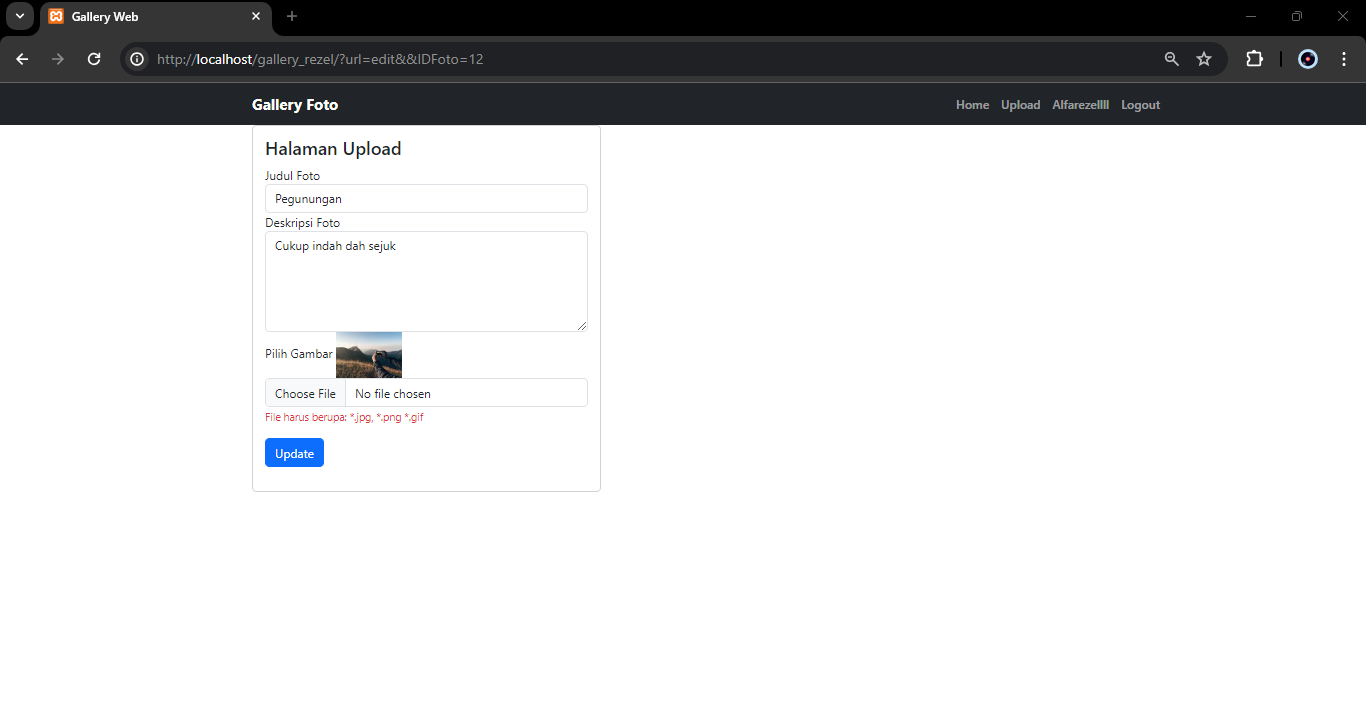 Gallery Web
http://localhost/gallery_rezel/?url=edit&&IDFoto=12
Gallery Foto
Home Upload Alfarezellll Logout
Halaman Upload
Judul Foto
Pegunungan
Deskripsi Foto
Cukup indah dah sejuk
Pilih Gambar
Choose File No file chosen
File harus berupa: *.jpg, *.png *.gif
Update